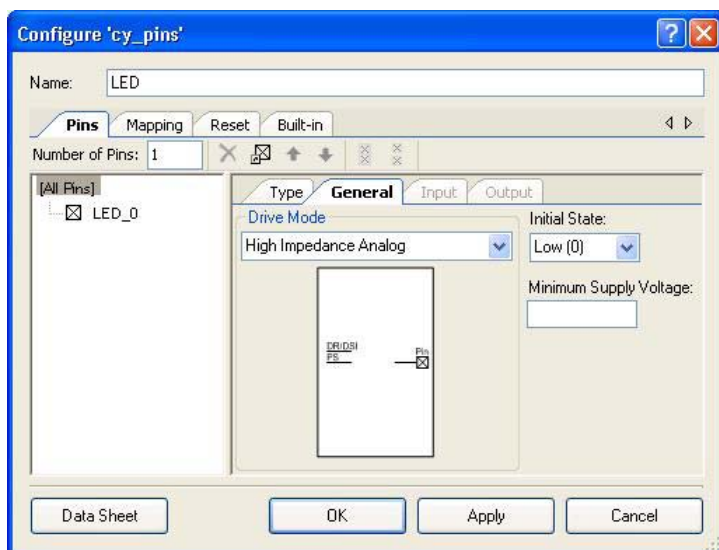 Configure 'cy_pins'
Name: LED
Pins Mapping Reset Built-in
Number of Pins: 1
[All Pins]
LED_0
Type General Input Output
Drive Mode
High Impedance Analog
Initial State:
Low (0)
Minimum Supply Voltage:
DR/DSI
PS
Pin
Data Sheet OK Apply Cancel